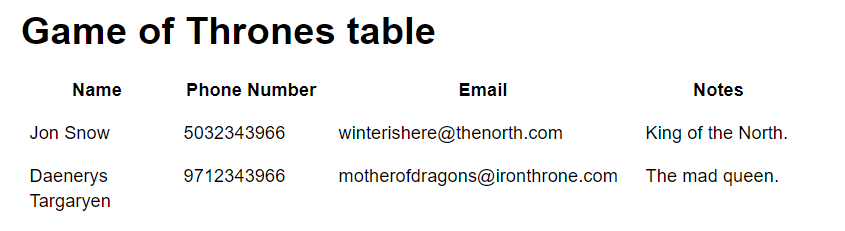 Game of Thrones table
Name Phone Number Email Notes
Jon Snow 5032343966 winterishere@thenorth.com King of the North.
Daenerys 9712343966 motherofdragons@ironthrone.com The mad queen.
Targaryen